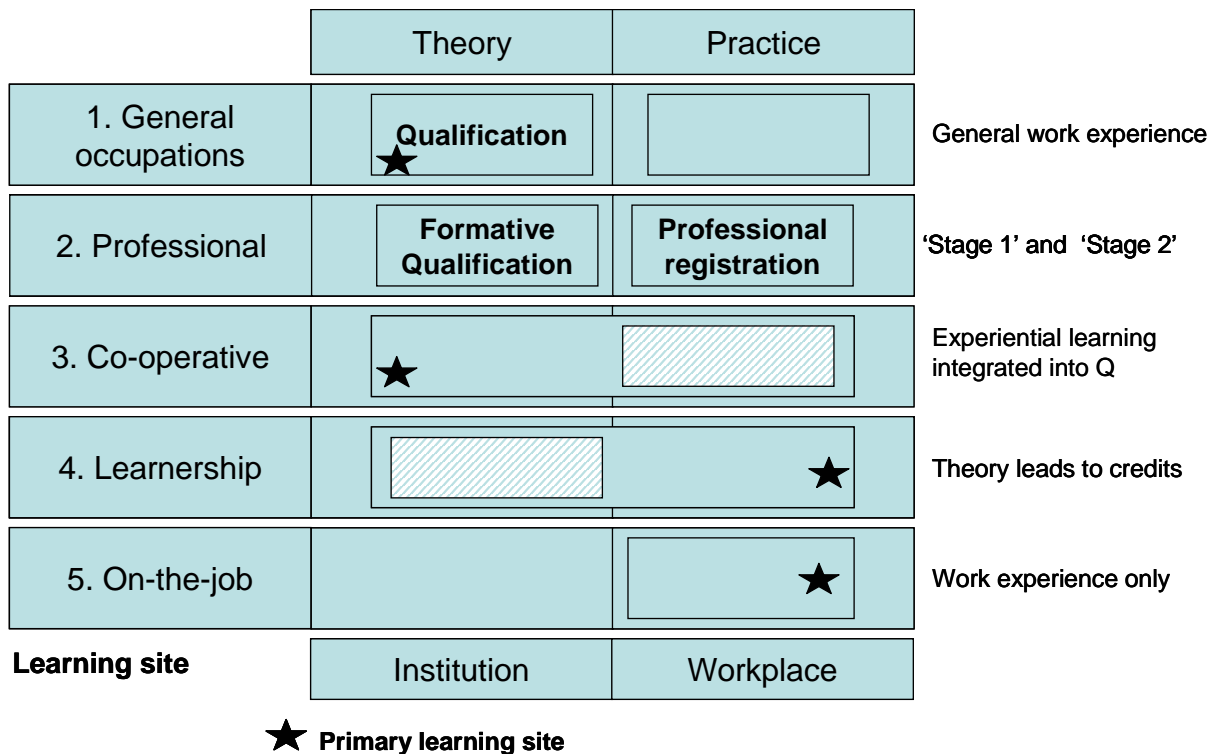 Theory
Practice
1. General
occupations
Qualification
General work experience
2. Professional
Formative
Qualification
Professional
registration
‘Stage 1’ and ‘Stage 2’
3. Co-operative
Experiential learning
integrated into Q
4. Learnership
Theory leads to credits
5. On-the-job
Work experience only
Learning site
Institution
Workplace
Primary learning site